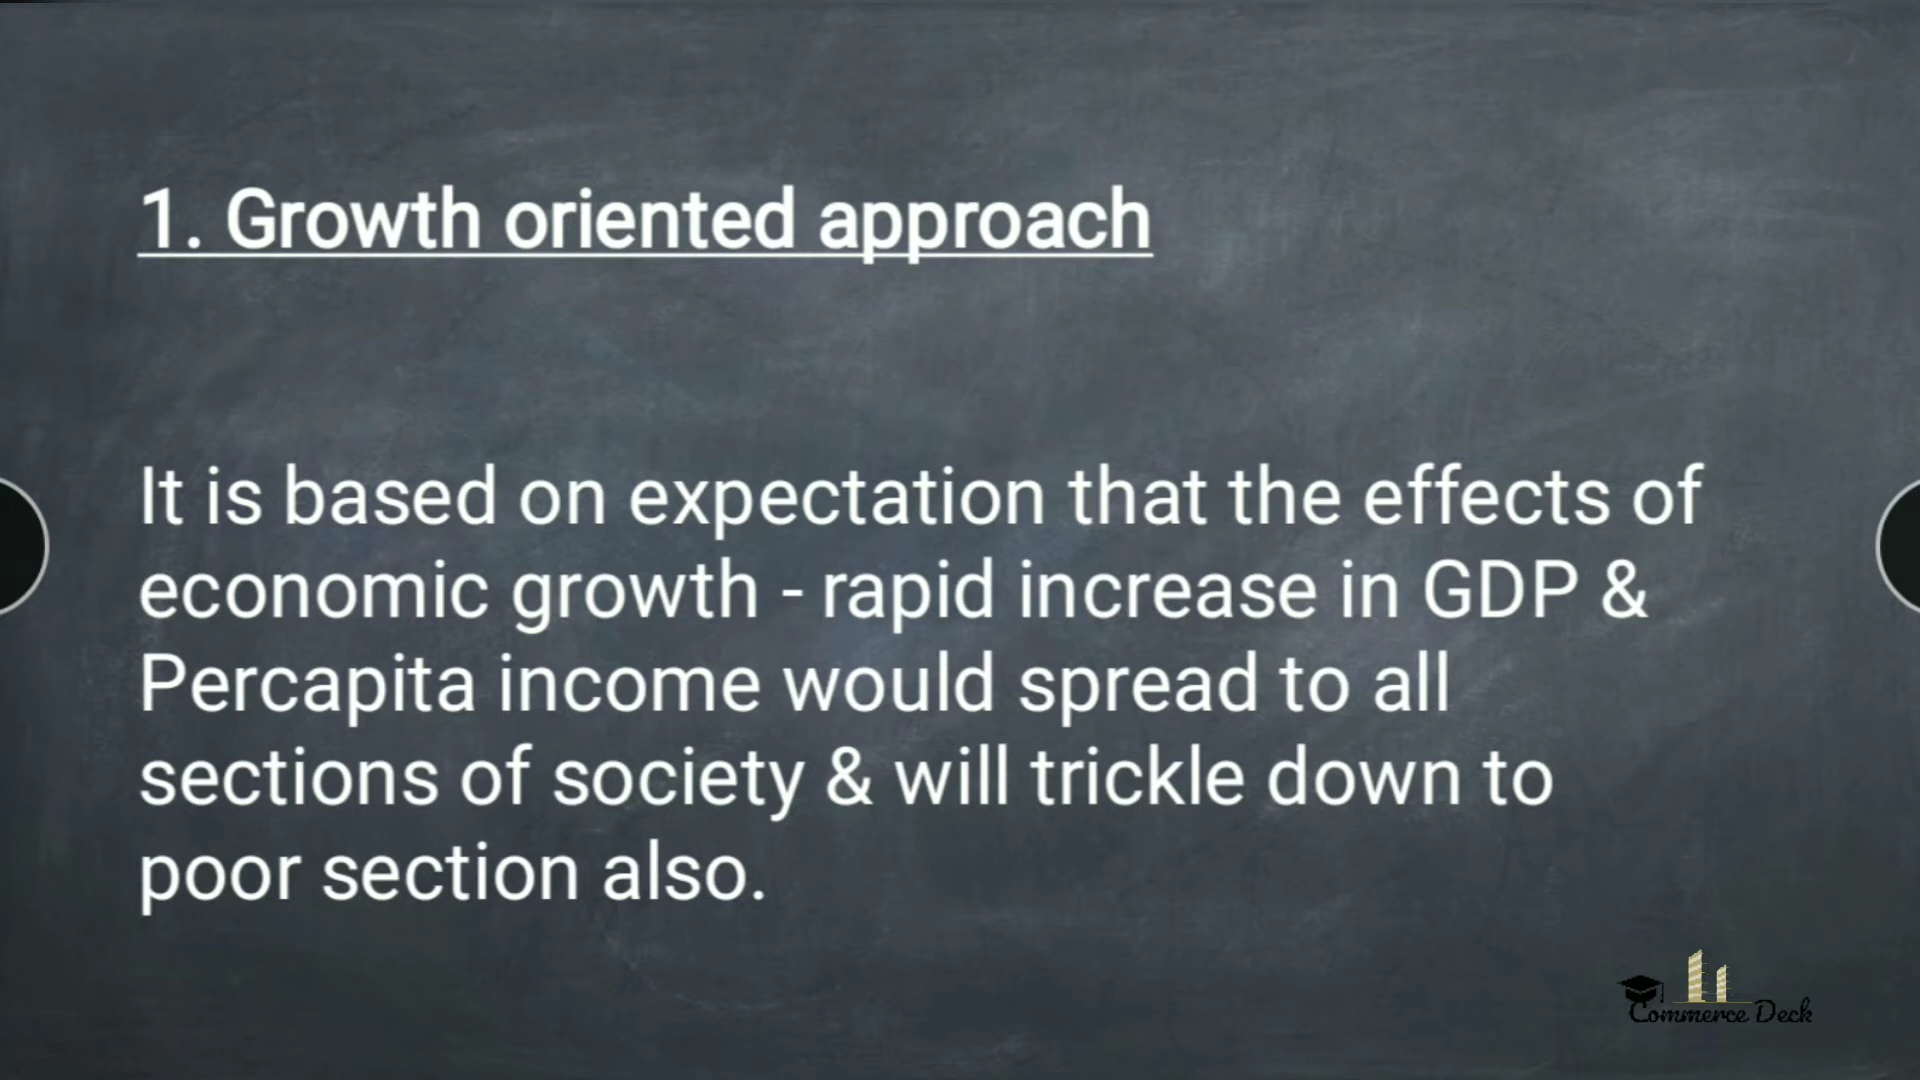 1. Growth oriented approach
It is based on expectation that the effects of
economic growth - rapid increase in GDP &
Percapita income would spread to all
sections of society & will trickle down to
poor section also.
Commerce Deck